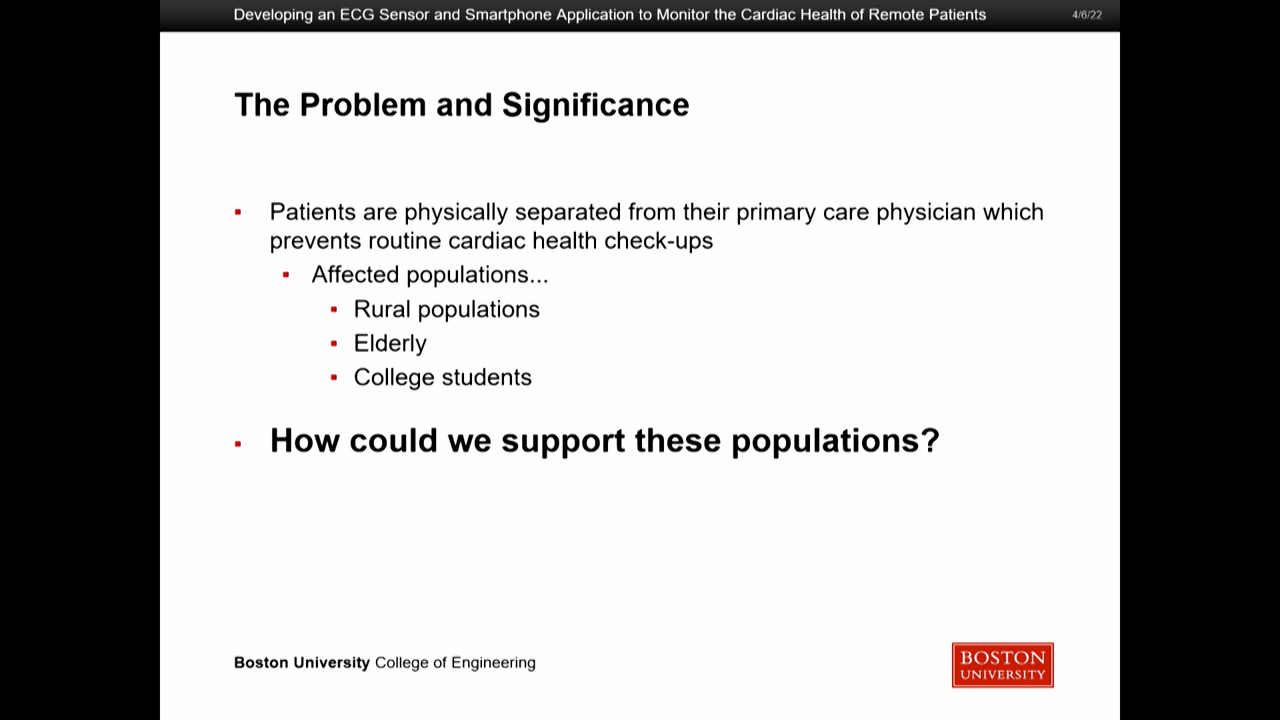 Developing an ECG Sensor and Smartphone Application to Monitor the Cardiac Health of Remote Patients 4/6/22
The Problem and Significance
Patients are physically separated from their primary care physician which
prevents routine cardiac health check-ups
Affected populations...
Rural populations
Elderly
College students
How could we support these populations?
Boston University College of Engineering
BOSTON
UNIVERSITY